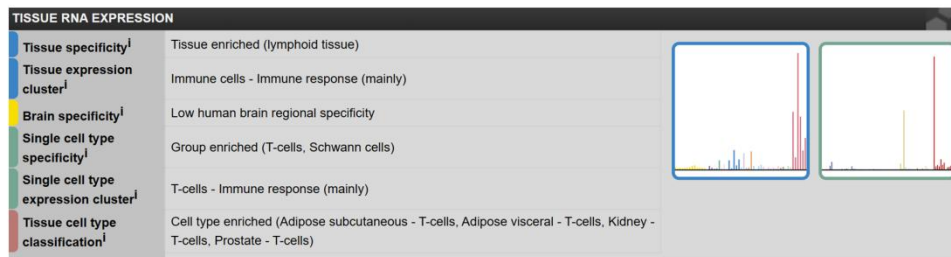 TISSUE RNA EXPRESSION
Tissue specificityⁱ
Tissue enriched (lymphoid tissue)
Tissue expression
clusterⁱ
Immune cells - Immune response (mainly)
Brain specificityⁱ
Low human brain regional specificity
Single cell type
specificityⁱ
Group enriched (T-cells, Schwann cells)
Single cell type
expression clusterⁱ
T-cells - Immune response (mainly)
Tissue cell type
classificationⁱ
Cell type enriched (Adipose subcutaneous - T-cells, Adipose visceral - T-cells, Kidney -
T-cells, Prostate - T-cells)